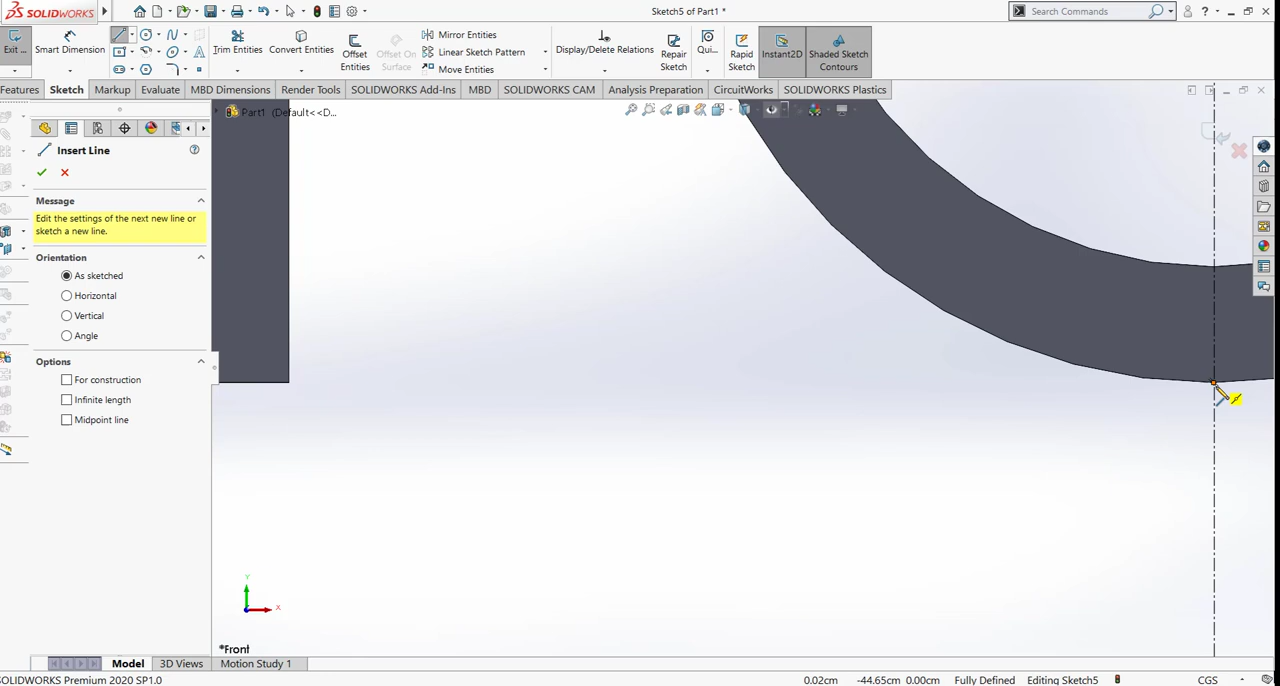 SOLIDWORKS
Sketch5 of Part1 *
Search Commands
Exit ...
Smart Dimension
Trim Entities
Convert Entities
Offset Entities
Offset On Surface
Mirror Entities
Linear Sketch Pattern
Move Entities
Display/Delete Relations
Repair Sketch
Qui...
Rapid Sketch
Instant2D
Shaded Sketch Contours
Features
Sketch
Markup
Evaluate
MBD Dimensions
Render Tools
SOLIDWORKS Add-Ins
MBD
SOLIDWORKS CAM
Analysis Preparation
CircuitWorks
SOLIDWORKS Plastics
Part1 (Default<<D...
Insert Line
Message
Edit the settings of the next new line or
sketch a new line.
Orientation
As sketched
Horizontal
Vertical
Angle
Options
For construction
Infinite length
Midpoint line
Y
X
*Front
Model
3D Views
Motion Study 1
SOLIDWORKS Premium 2020 SP1.0
0.02cm
-44.65cm
0.00cm
Fully Defined
Editing Sketch5
CGS